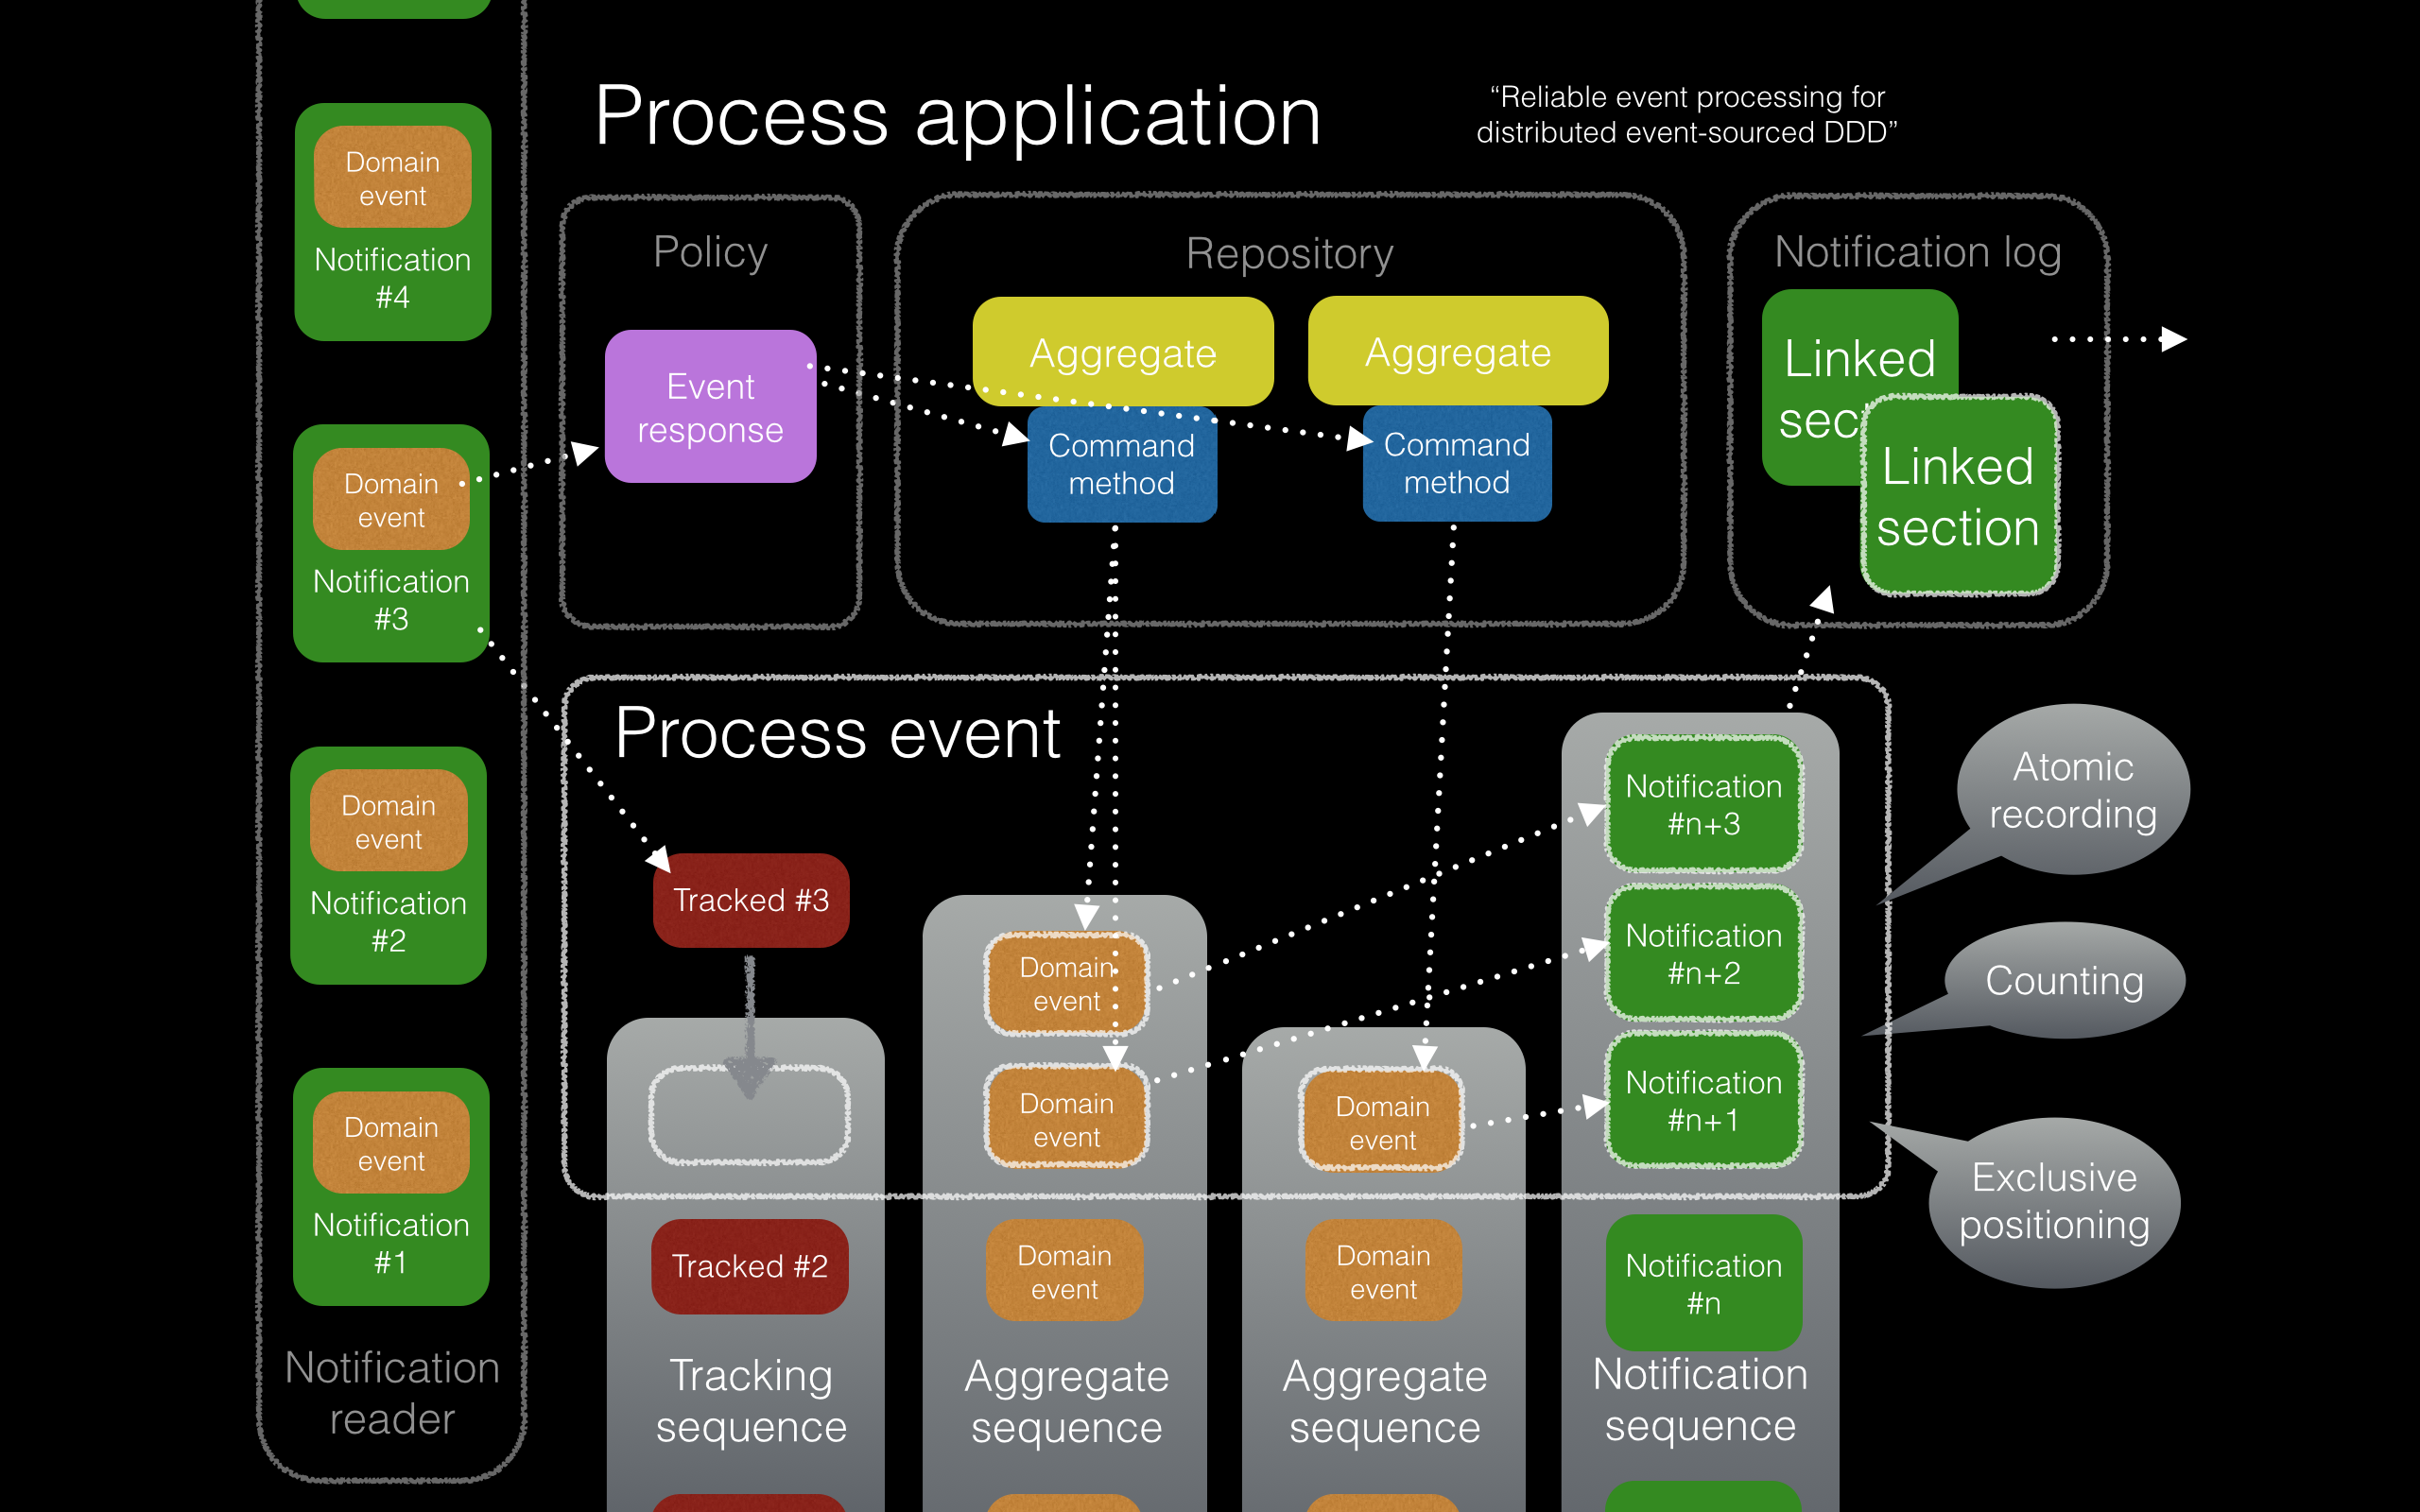 Process application
“Reliable event processing for
distributed event-sourced DDD”
Domain
event
Notification
#4
Domain
event
Notification
#3
Domain
event
Notification
#2
Domain
event
Notification
#1
Notification
reader
Policy
Event
response
Repository
Aggregate
Command
method
Aggregate
Command
method
Notification log
Linked
sec
Linked
section
Process event
Tracked #3
Tracked #2
Tracking
sequence
Domain
event
Domain
event
Domain
event
Aggregate
sequence
Domain
event
Domain
event
Aggregate
sequence
Notification
#n+3
Notification
#n+2
Notification
#n+1
Notification
#n
Notification
sequence
Atomic
recording
Counting
Exclusive
positioning